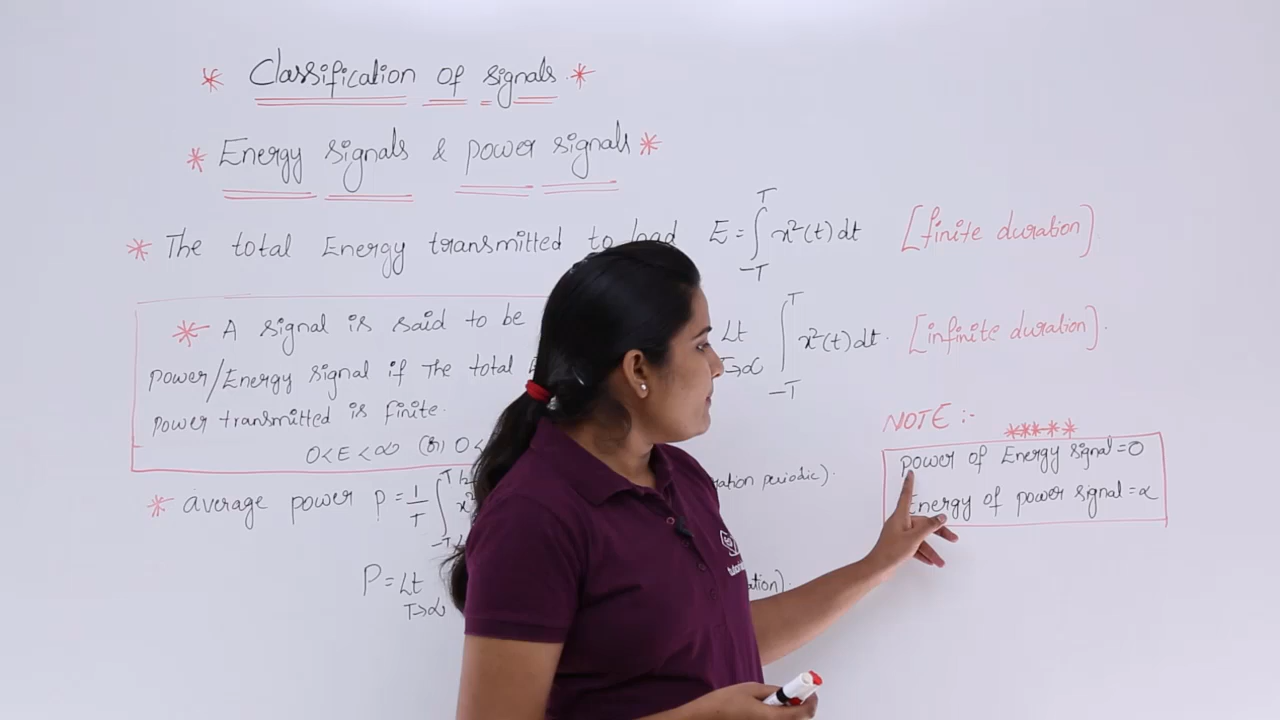 * Classification of signals. *
* Energy signals & power signals *
* The total Energy transmitted to load E = ∫ T -T x²(t) dt [finite duration].
* A signal is said to be
power/Energy signal if the total
power transmitted is finite.
0 < E < ∞ (or) 0 <
Lt T→∝ ∫ T -T x²(t) dt. [infinite duration].
NOTE :-
*****
power of Energy signal = 0
Energy of power signal = ∝
* average power P = 1/T ∫
periodic).
P = Lt
T→∝
tutorials